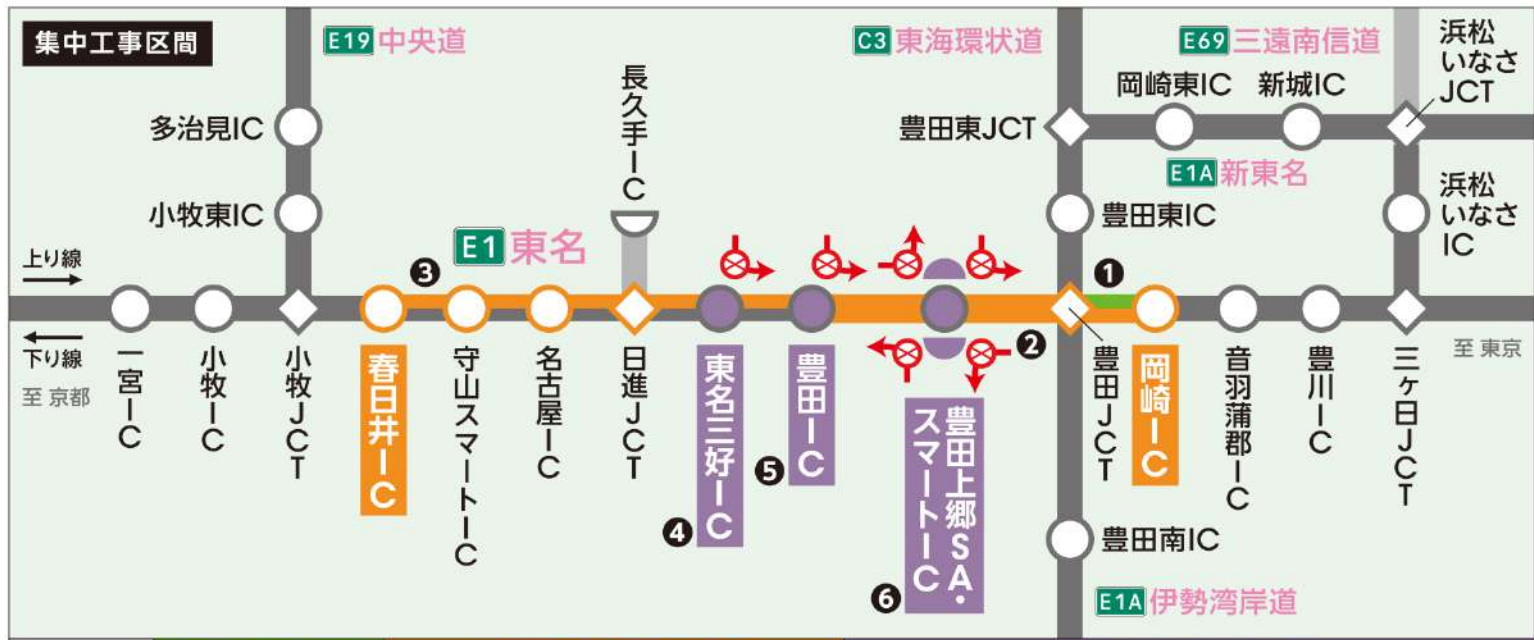 集中工事区間
E19 中央道
C3 東海環状道
E69 三遠南信道
浜松
いなさ
JCT
岡崎東IC
新城IC
多治見IC
長久手IC
豊田東JCT
E1A 新東名
小牧東IC
豊田東IC
浜松
いなさ
IC
E1 東名
上り線
❸
❶
下り線
至 京都
❷
至 東京
一宮IC
小牧IC
小牧JCT
春日井IC
守山スマートIC
名古屋IC
日進JCT
東名三好IC
❹
豊田IC
❺
豊田上郷SA・
スマートIC
❻
豊田JCT
岡崎IC
音羽蒲郡IC
豊川IC
三ヶ日JCT
豊田南IC
E1A 伊勢湾岸道